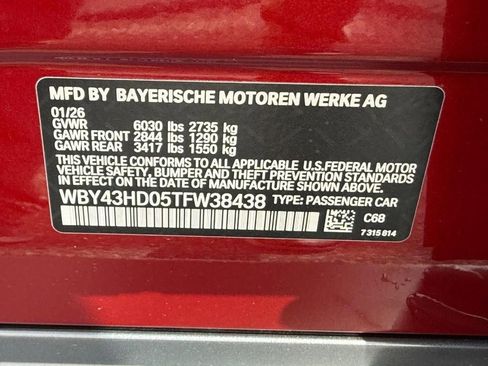 MFD BY BAYERISCHE MOTOREN WERKE AG
01/26
GVWR 6030 lbs 2735 kg
GAWR FRONT 2844 lbs 1290 kg
GAWR REAR 3417 lbs 1550 kg
THIS VEHICLE CONFORMS TO ALL APPLICABLE U.S.FEDERAL MOTOR
VEHICLE SAFETY, BUMPER AND THEFT PREVENTION STANDARDS
IN EFFECT ON THE DATE OF MANUFACTURE SHOWN ABOVE.
WBY43HD05TFW38438 TYPE: PASSENGER CAR
C68
7 315 814